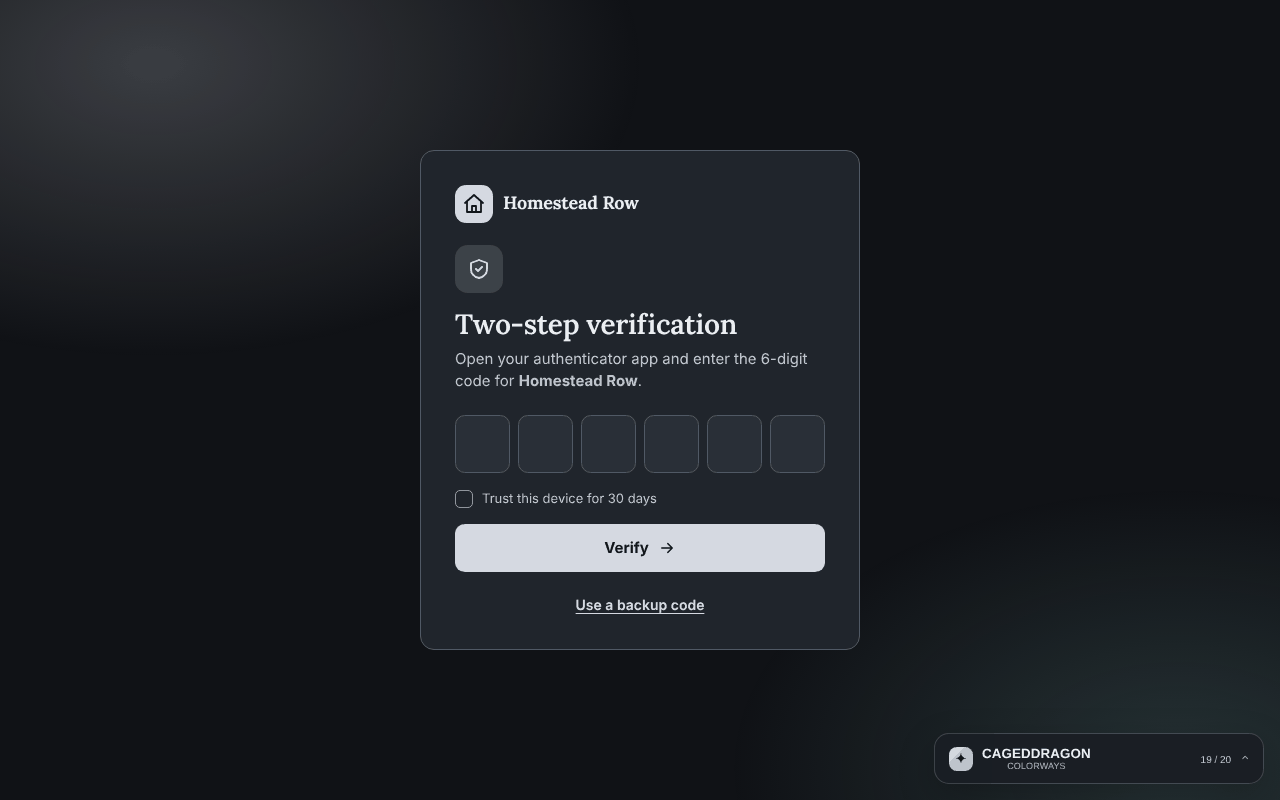 Homestead Row
Two-step verification
Open your authenticator app and enter the 6-digit
code for Homestead Row.
Trust this device for 30 days
Verify →
Use a backup code
CAGEDDRAGON
COLORWAYS
19 / 20